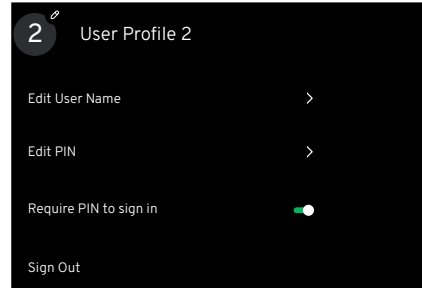 2
User Profile 2
Edit User Name
Edit PIN
Require PIN to sign in
Sign Out